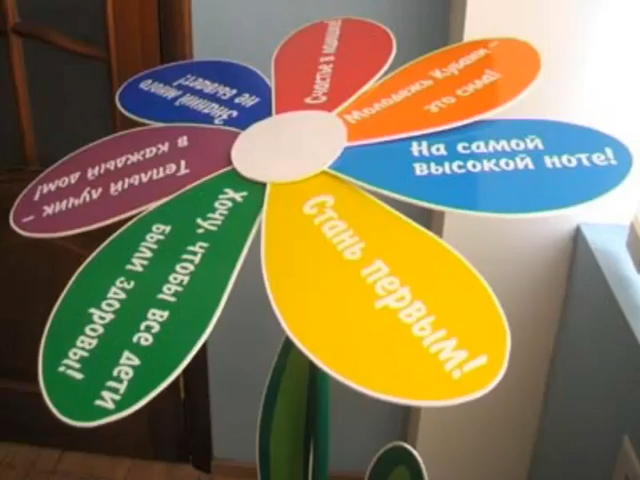 Счастье в ладошке
Молодежь Кубани –
это сила!
На самой
высокой ноте!
Стань первым!
Хочу, чтобы все дети
были здоровы!
Теплый лучик –
в каждый дом!
Знаний много
не бывает!